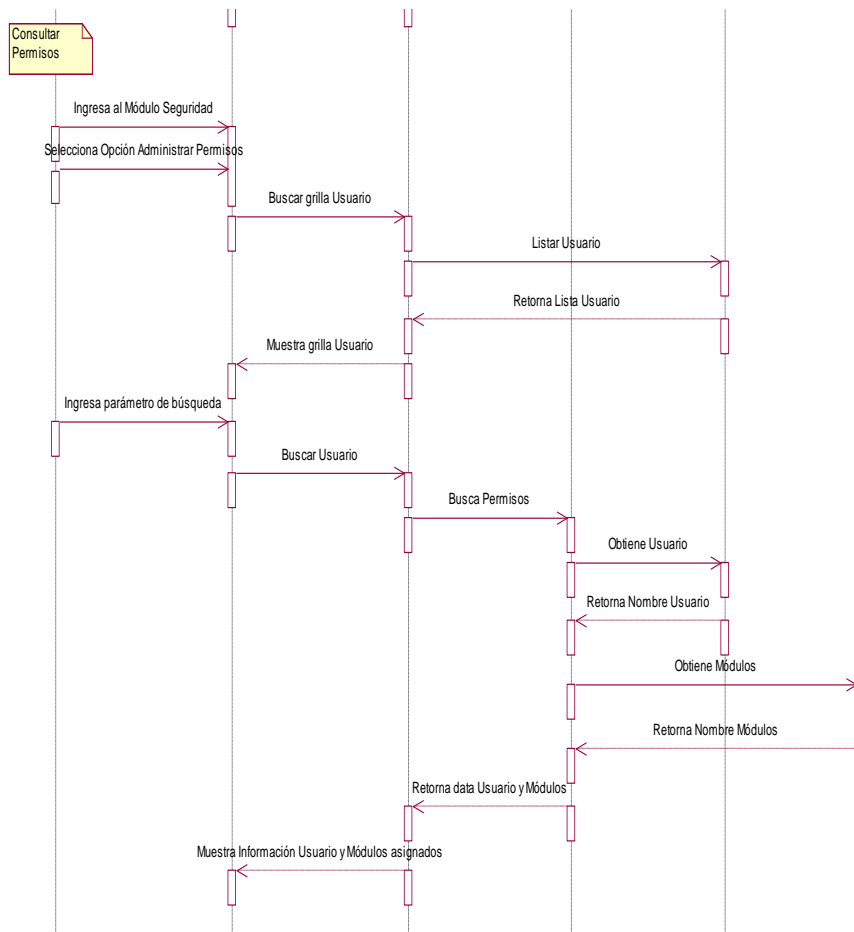 Consultar
Permisos
Ingresa al Módulo Seguridad
Selecciona Opción Administrar Permisos
Buscar grilla Usuario
Listar Usuario
Retorna Lista Usuario
Muestra grilla Usuario
Ingresa parámetro de búsqueda
Buscar Usuario
Busca Permisos
Obtiene Usuario
Retorna Nombre Usuario
Obtiene Módulos
Retorna Nombre Módulos
Retorna data Usuario y Módulos
Muestra Información Usuario y Módulos asignados